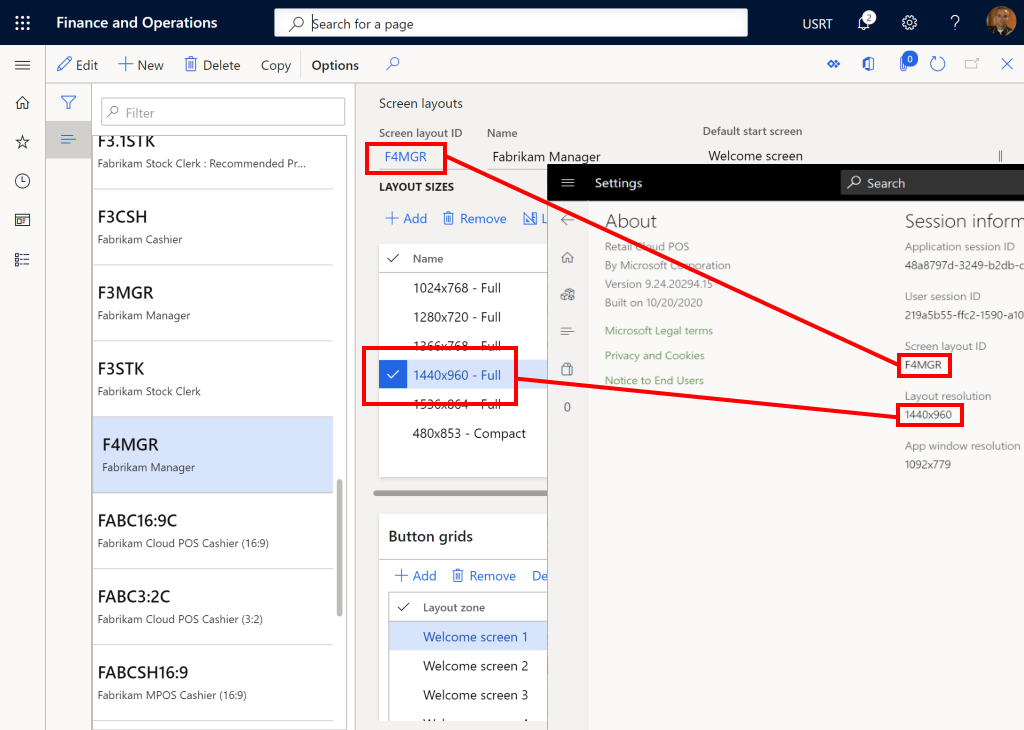 Finance and Operations
Search for a page
USRT
2
?
Edit
New
Delete
Copy
Options
0
Filter
F3.1STK
Fabrikam Stock Clerk : Recommended Pr...
F3CSH
Fabrikam Cashier
F3MGR
Fabrikam Manager
F3STK
Fabrikam Stock Clerk
F4MGR
Fabrikam Manager
FABC16:9C
Fabrikam Cloud POS Cashier (16:9)
FABC3:2C
Fabrikam Cloud POS Cashier (3:2)
FABCSH16:9
Fabrikam MPOS Cashier (16:9)
Screen layouts
Screen layout ID
Name
Default start screen
F4MGR
Fabrikam Manager
Welcome screen
LAYOUT SIZES
Add
Remove
L
Name
1024x768 - Full
1280x720 - Full
1366x768 - Full
1440x960 - Full
1536x864 - Full
480x853 - Compact
Button grids
Add
Remove
De
Layout zone
Welcome screen 1
Welcome screen 2
Welcome screen 3
Settings
Search
About
Retail Cloud POS
By Microsoft Corporation
Version 9.24.20294.15
Built on 10/20/2020
Microsoft Legal terms
Privacy and Cookies
Notice to End Users
0
Session inform
Application session ID
48a8797d-3249-b2db-c
User session ID
219a5b55-ffc2-1590-a10
Screen layout ID
F4MGR
Layout resolution
1440x960
App window resolution
1092x779